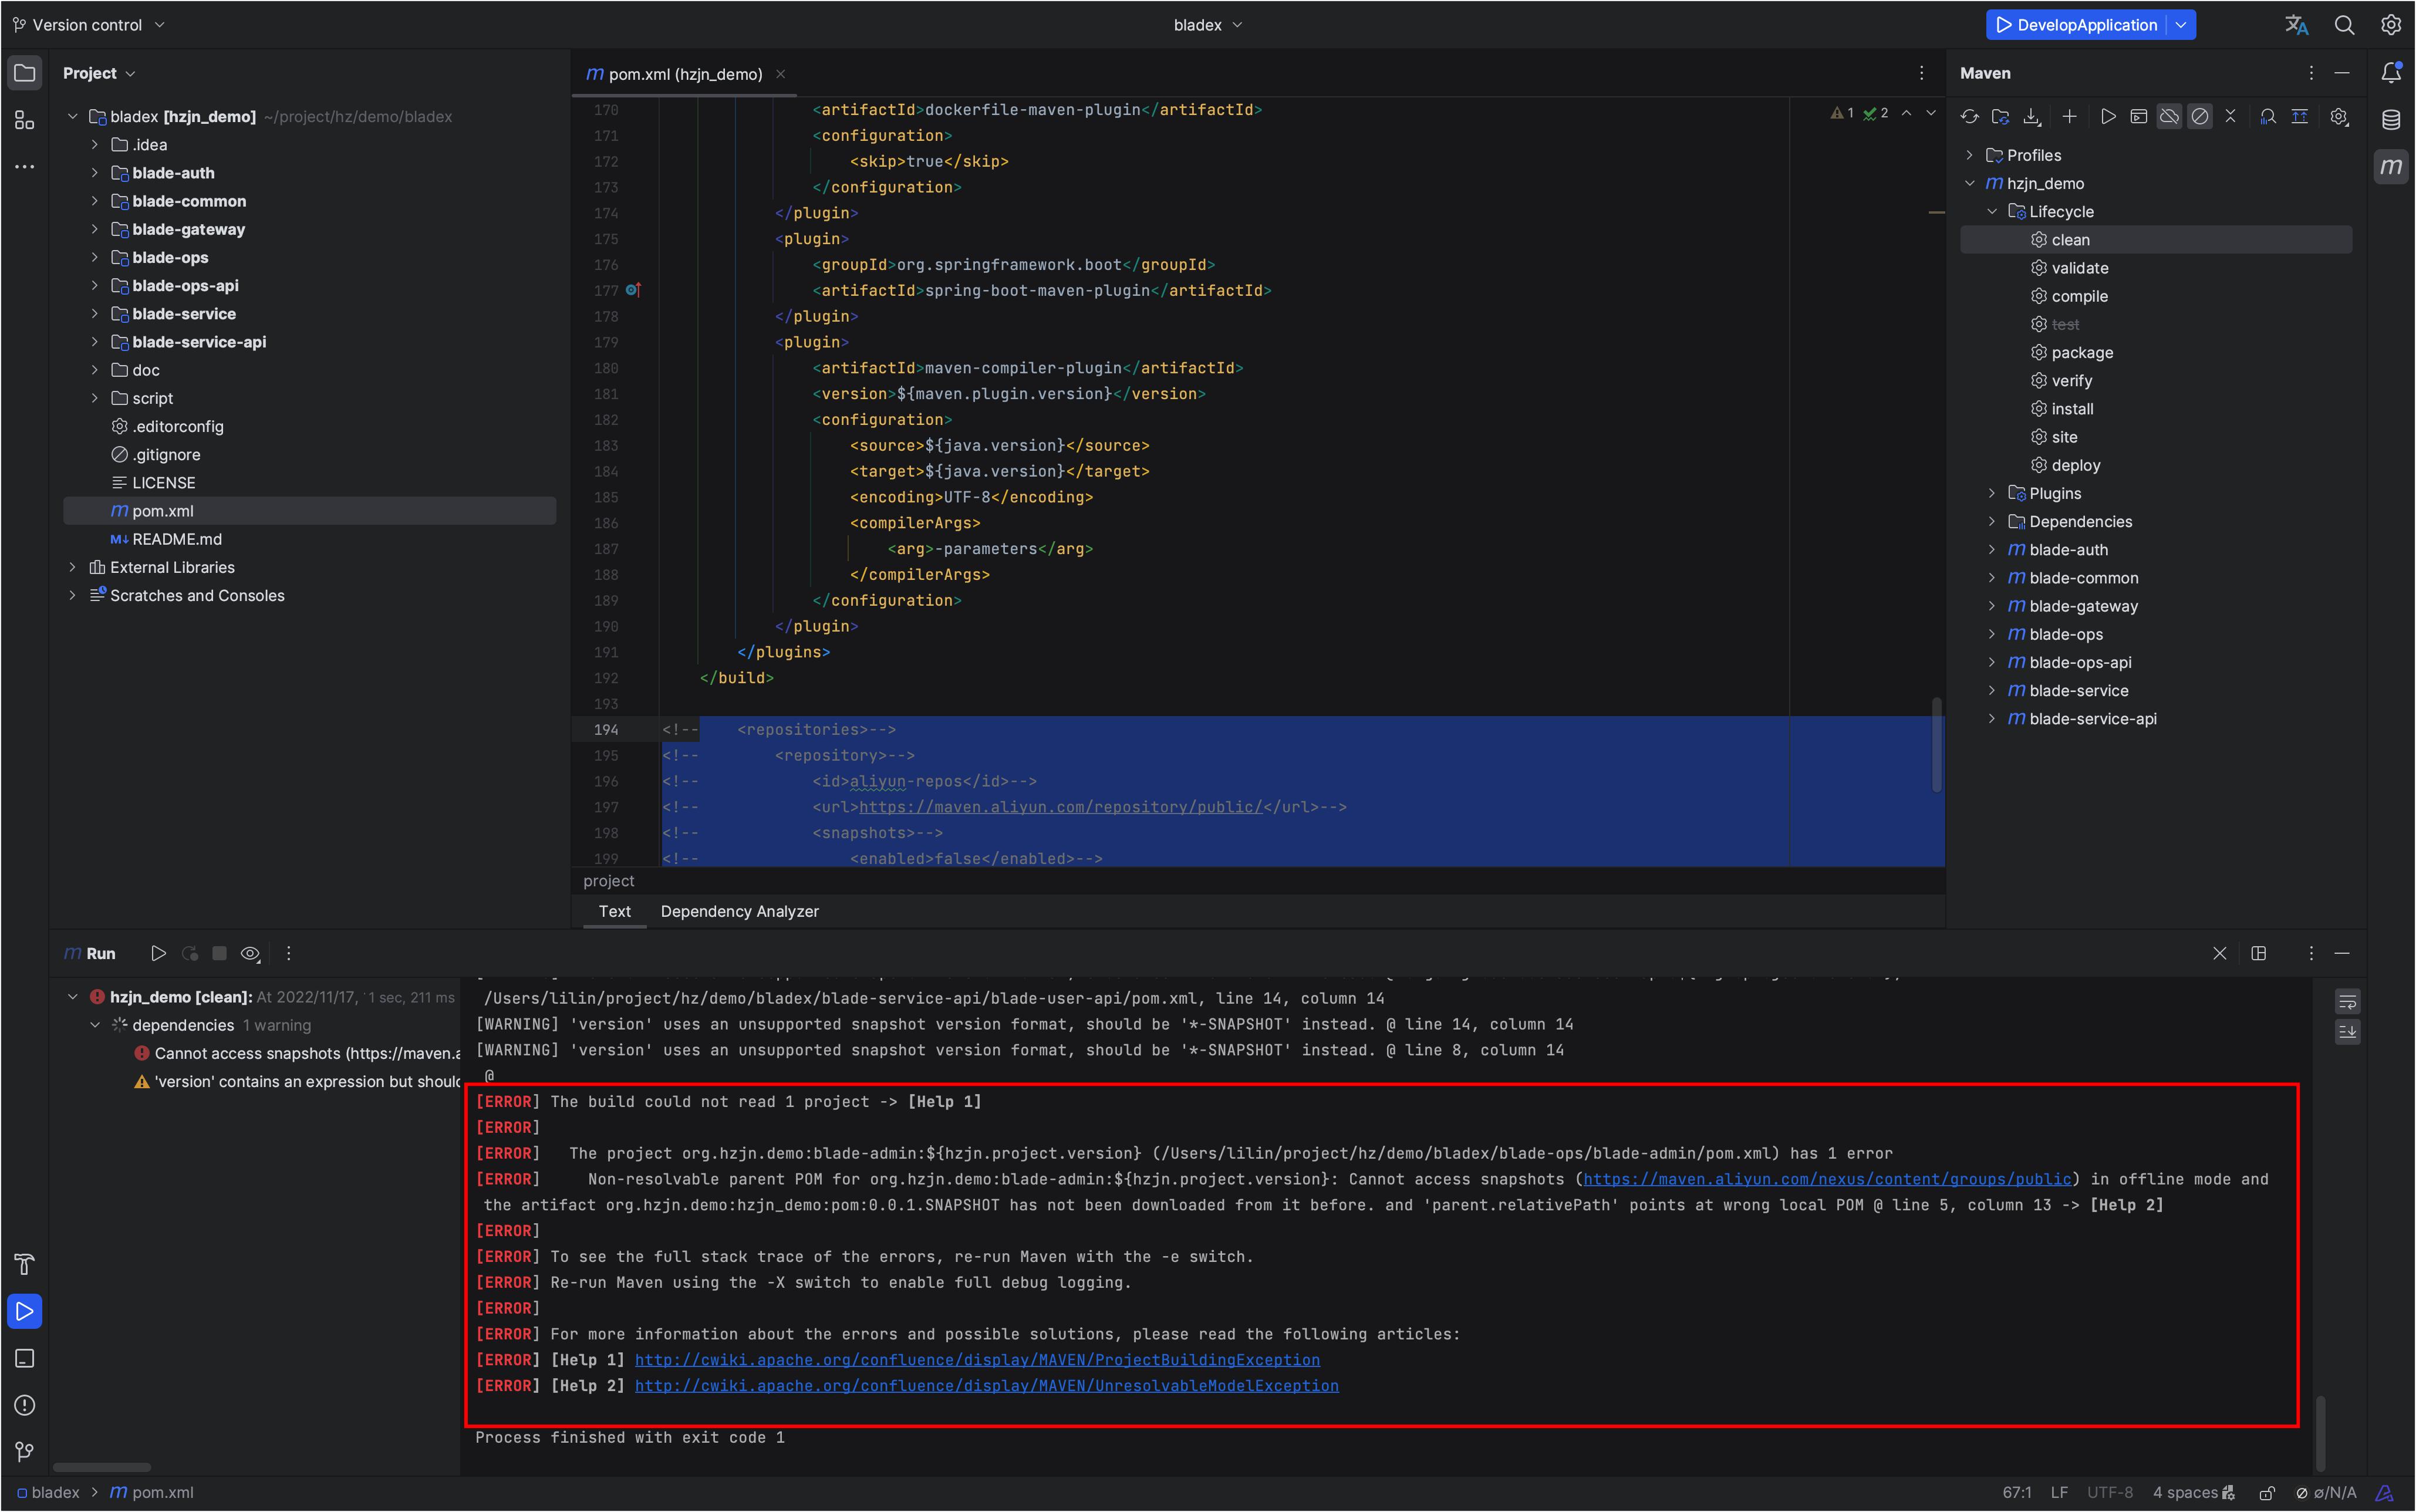 Version control
bladex
DevelopApplication
Project
bladex [hzjn_demo] ~/project/hz/demo/bladex
.idea
blade-auth
blade-common
blade-gateway
blade-ops
blade-ops-api
blade-service
blade-service-api
doc
script
.editorconfig
.gitignore
LICENSE
pom.xml
README.md
External Libraries
Scratches and Consoles
pom.xml (hzjn_demo)
1 2
170 <artifactId>dockerfile-maven-plugin</artifactId>
171 <configuration>
172 <skip>true</skip>
173 </configuration>
174 </plugin>
175 <plugin>
176 <groupId>org.springframework.boot</groupId>
177 <artifactId>spring-boot-maven-plugin</artifactId>
178 </plugin>
179 <plugin>
180 <artifactId>maven-compiler-plugin</artifactId>
181 <version>${maven.plugin.version}</version>
182 <configuration>
183 <source>${java.version}</source>
184 <target>${java.version}</target>
185 <encoding>UTF-8</encoding>
186 <compilerArgs>
187 <arg>-parameters</arg>
188 </compilerArgs>
189 </configuration>
190 </plugin>
191 </plugins>
192 </build>
193
194 <!-- <repositories>-->
195 <!-- <repository>-->
196 <!-- <id>aliyun-repos</id>-->
197 <!-- <url>https://maven.aliyun.com/repository/public/</url>-->
198 <!-- <snapshots>-->
199 <!-- <enabled>false</enabled>-->
project
Text Dependency Analyzer
Maven
Profiles
hzjn_demo
Lifecycle
clean
validate
compile
test
package
verify
install
site
deploy
Plugins
Dependencies
blade-auth
blade-common
blade-gateway
blade-ops
blade-ops-api
blade-service
blade-service-api
Run
hzjn_demo [clean]: At 2022/11/17, 1 sec, 211 ms
dependencies 1 warning
Cannot access snapshots (https://maven.a
'version' contains an expression but should
/Users/lilin/project/hz/demo/bladex/blade-service-api/blade-user-api/pom.xml, line 14, column 14
[WARNING] 'version' uses an unsupported snapshot version format, should be '*-SNAPSHOT' instead. @ line 14, column 14
[WARNING] 'version' uses an unsupported snapshot version format, should be '*-SNAPSHOT' instead. @ line 8, column 14
@
[ERROR] The build could not read 1 project -> [Help 1]
[ERROR]
[ERROR] The project org.hzjn.demo:blade-admin:${hzjn.project.version} (/Users/lilin/project/hz/demo/bladex/blade-ops/blade-admin/pom.xml) has 1 error
[ERROR] Non-resolvable parent POM for org.hzjn.demo:blade-admin:${hzjn.project.version}: Cannot access snapshots (https://maven.aliyun.com/nexus/content/groups/public) in offline mode and
the artifact org.hzjn.demo:hzjn_demo:pom:0.0.1.SNAPSHOT has not been downloaded from it before. and 'parent.relativePath' points at wrong local POM @ line 5, column 13 -> [Help 2]
[ERROR]
[ERROR] To see the full stack trace of the errors, re-run Maven with the -e switch.
[ERROR] Re-run Maven using the -X switch to enable full debug logging.
[ERROR]
[ERROR] For more information about the errors and possible solutions, please read the following articles:
[ERROR] [Help 1] http://cwiki.apache.org/confluence/display/MAVEN/ProjectBuildingException
[ERROR] [Help 2] http://cwiki.apache.org/confluence/display/MAVEN/UnresolvableModelException
Process finished with exit code 1
bladex > pom.xml
67:1 LF UTF-8 4 spaces ⌀/N/A